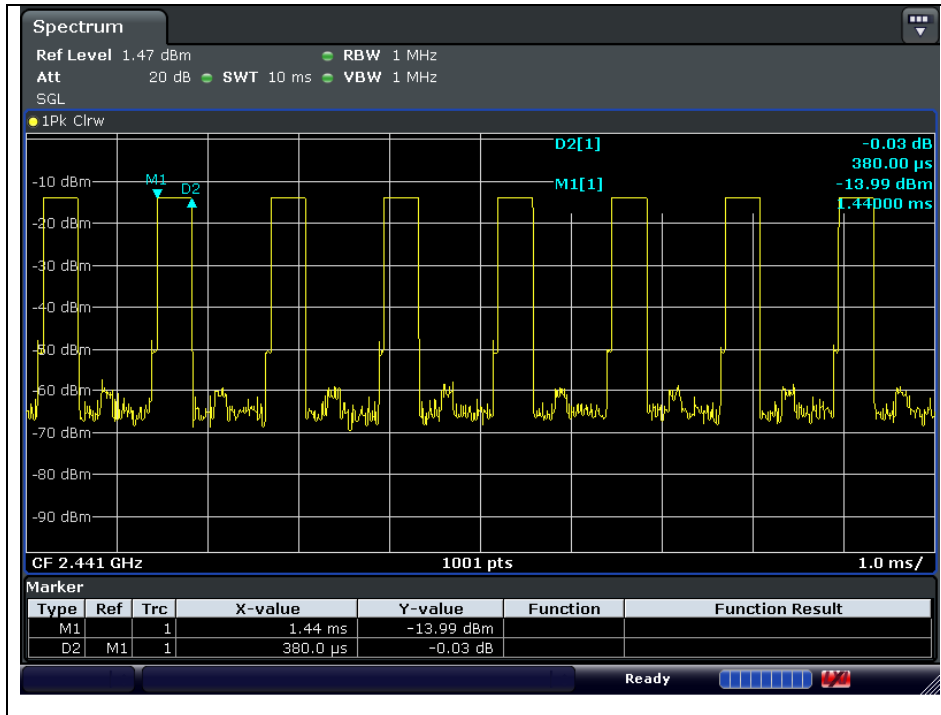 Spectrum
Ref Level 1.47 dBm RBW 1 MHz
Att 20 dB SWT 10 ms VBW 1 MHz
SGL
1Pk Clrw
D2[1] -0.03 dB
380.00 µs
-10 dBm M1 D2 M1[1] -13.99 dBm
1.44000 ms
-20 dBm
-30 dBm
-40 dBm
-50 dBm
-60 dBm
-70 dBm
-80 dBm
-90 dBm
CF 2.441 GHz 1001 pts 1.0 ms/
Marker
Type Ref Trc X-value Y-value Function Function Result
M1 1 1.44 ms -13.99 dBm
D2 M1 1 380.0 µs -0.03 dB
Ready